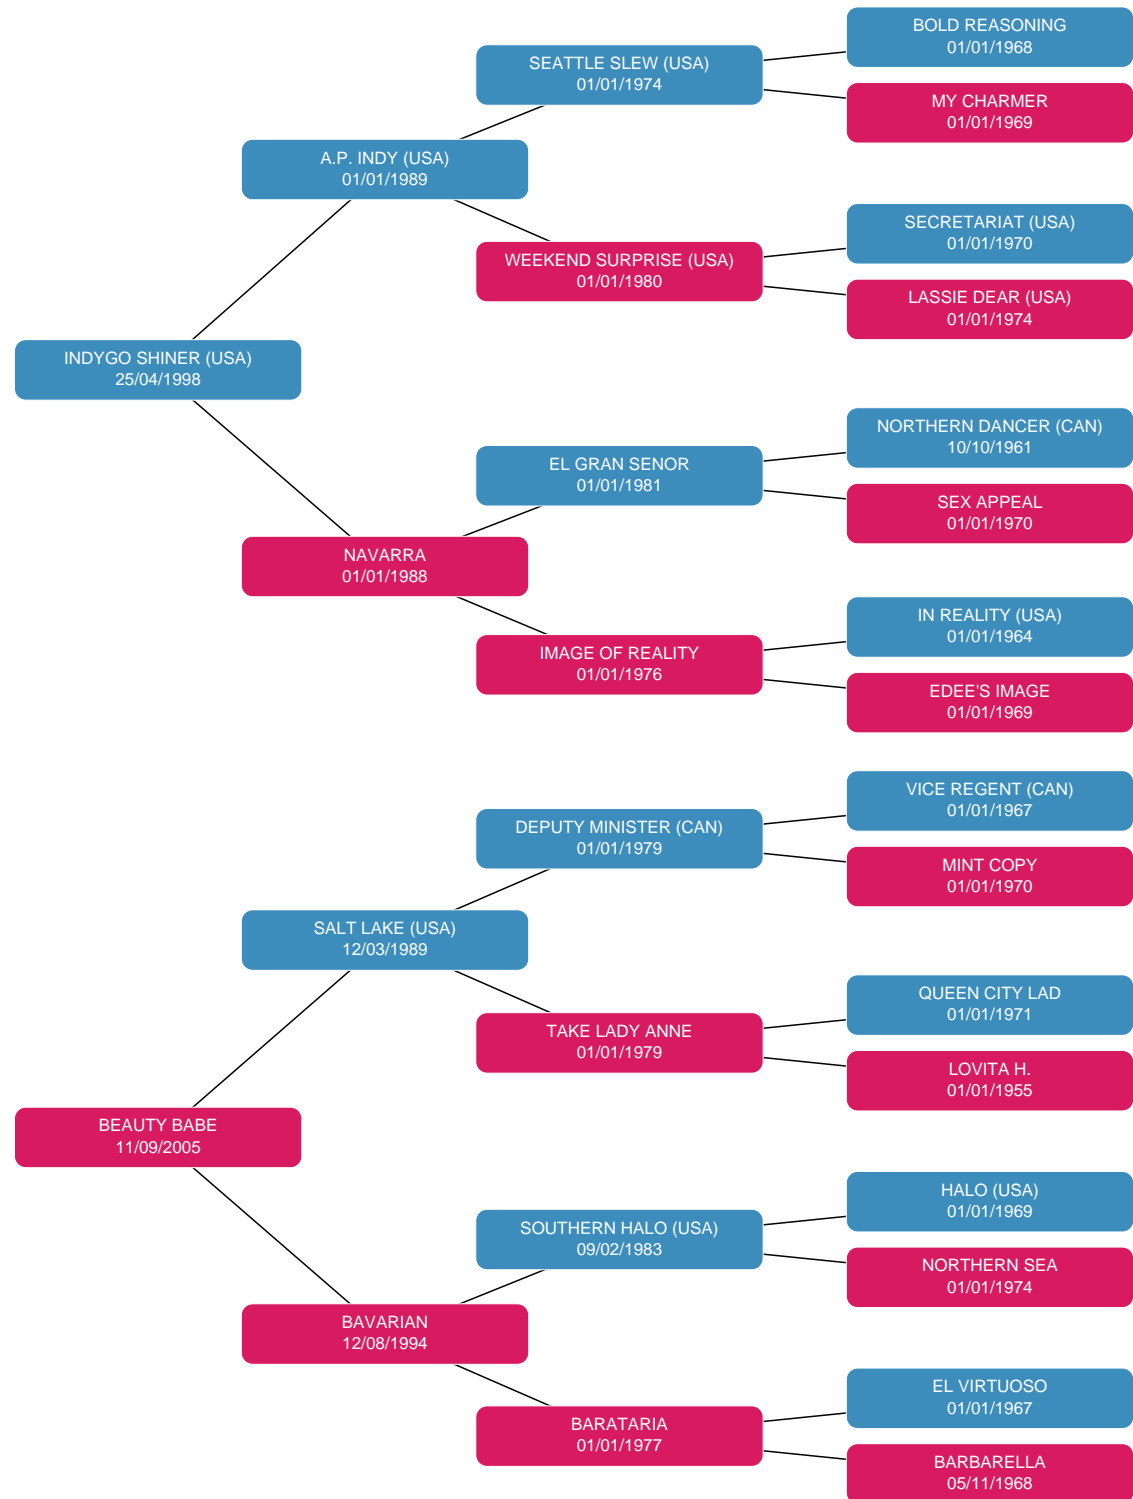 BOLD REASONING
01/01/1968
SEATTLE SLEW (USA)
01/01/1974
MY CHARMER
01/01/1969
A.P. INDY (USA)
01/01/1989
SECRETARIAT (USA)
01/01/1970
WEEKEND SURPRISE (USA)
01/01/1980
LASSIE DEAR (USA)
01/01/1974
INDYGO SHINER (USA)
25/04/1998
NORTHERN DANCER (CAN)
10/10/1961
EL GRAN SENOR
01/01/1981
SEX APPEAL
01/01/1970
NAVARRA
01/01/1988
IN REALITY (USA)
01/01/1964
IMAGE OF REALITY
01/01/1976
EDEE'S IMAGE
01/01/1969
VICE REGENT (CAN)
01/01/1967
DEPUTY MINISTER (CAN)
01/01/1979
MINT COPY
01/01/1970
SALT LAKE (USA)
12/03/1989
QUEEN CITY LAD
01/01/1971
TAKE LADY ANNE
01/01/1979
LOVITA H.
01/01/1955
BEAUTY BABE
11/09/2005
HALO (USA)
01/01/1969
SOUTHERN HALO (USA)
09/02/1983
NORTHERN SEA
01/01/1974
BAVARIAN
12/08/1994
EL VIRTUOSO
01/01/1967
BARATARIA
01/01/1977
BARBARELLA
05/11/1968